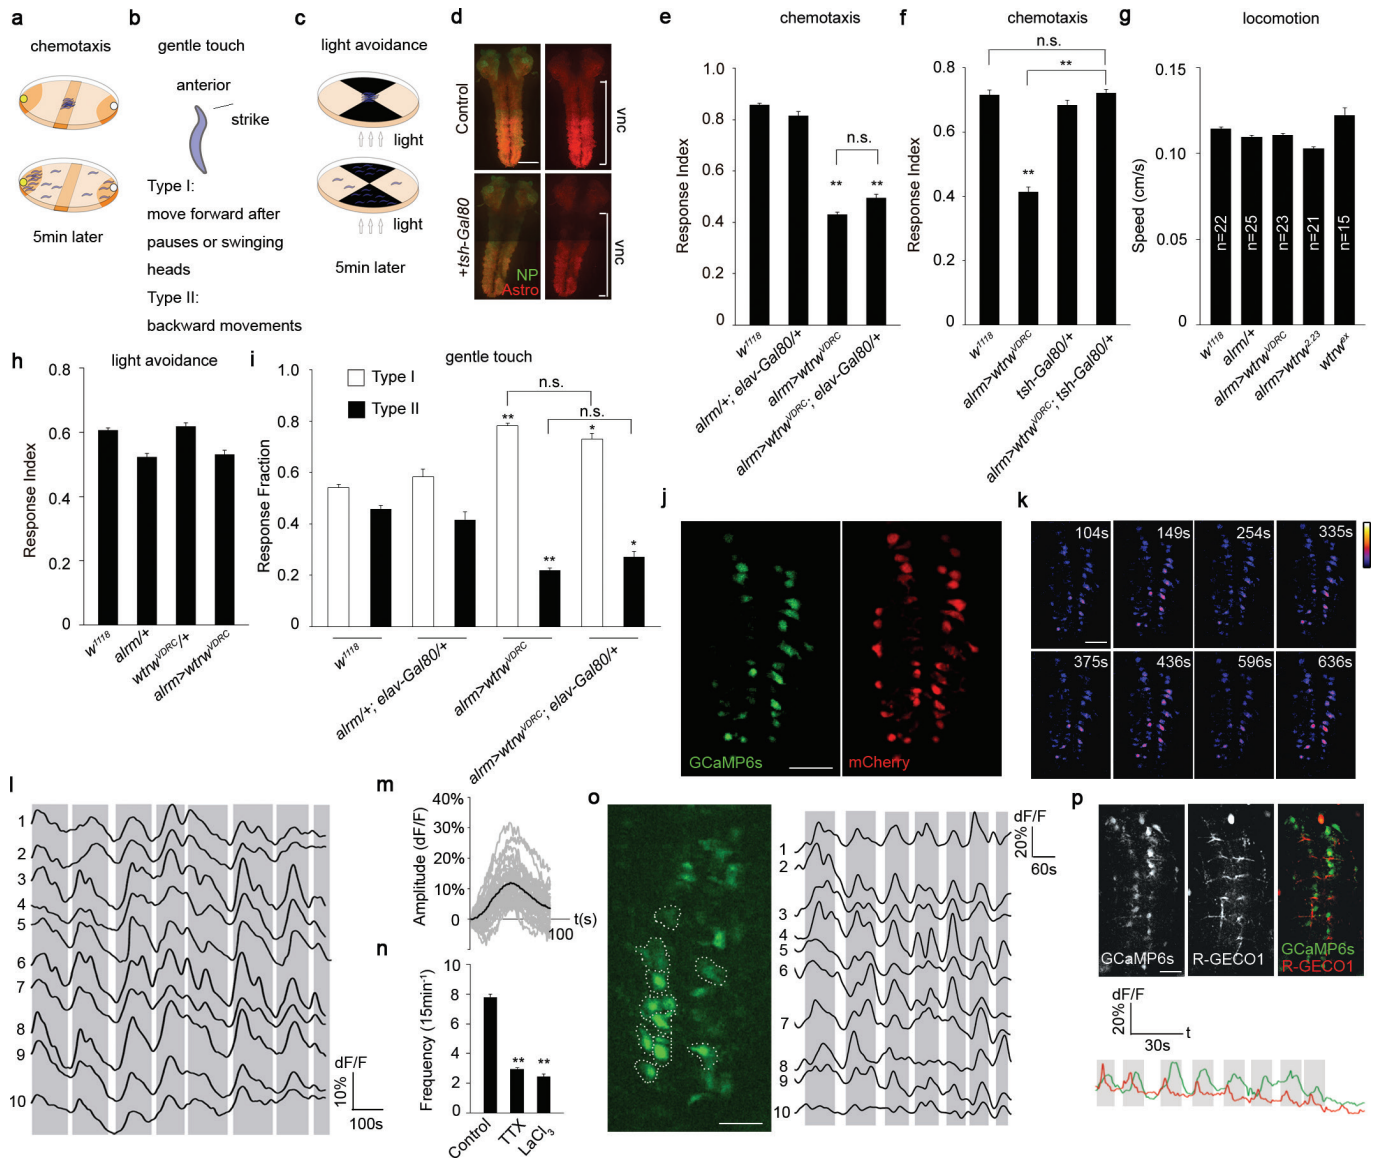 a
chemotaxis
5min later
b
gentle touch
anterior
strike
Type I:
move forward after
pauses or swinging
heads
Type II:
backward movements
c
light avoidance
light
light
5min later
d
Control
+tsh-Gal80
vnc
vnc
NP
Astro
e
chemotaxis
Response Index
1.0
0.8
0.6
0.4
0.2
0
n.s.
**
**
w1118
alrm/+; elav-Gal80/+
alrm>wtrwVDRC
alrm>wtrwVDRC; elav-Gal80/+
f
chemotaxis
Response Index
0.8
0.6
0.4
0.2
0
n.s.
**
**
w1118
alrm>wtrwVDRC
tsh-Gal80/+
alrm>wtrwVDRC; tsh-Gal80/+
g
locomotion
Speed (cm/s)
0.15
0.10
0.05
0
n=22
n=25
n=23
n=21
n=15
w1118
alrm/+
alrm>wtrwVDRC
alrm>wtrw2.23
wtrwex
h
light avoidance
Response Index
0.8
0.6
0.4
0.2
0
w1118
alrm/+
wtrwVDRC/+
alrm>wtrwVDRC
i
gentle touch
Response Fraction
1.0
0.8
0.6
0.4
0.2
0
Type I
Type II
n.s.
n.s.
**
*
**
*
w1118
alrm/+; elav-Gal80/+
alrm>wtrwVDRC
alrm>wtrwVDRC; elav-Gal80/+
j
GCaMP6s
mCherry
k
104s
149s
254s
335s
375s
436s
596s
636s
l
1
2
3
4
5
6
7
8
9
10
dF/F
10%
100s
m
Amplitude (dF/F)
40%
30%
20%
10%
0
t(s)
100
n
Frequency (15min-1)
10
8
6
4
2
0
**
**
Control
TTX
LaCl3
o
1
2
3
4
5
6
7
8
9
10
dF/F
20%
60s
p
GCaMP6s
R-GECO1
GCaMP6s
R-GECO1
dF/F
20%
t
30s